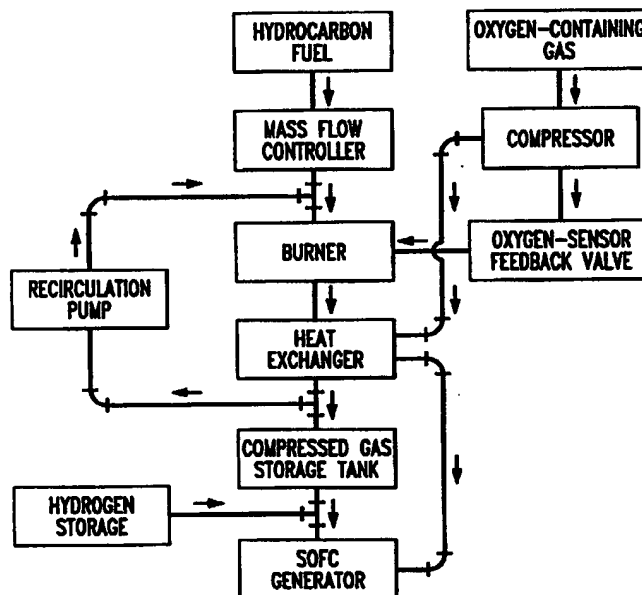 HYDROCARBON
FUEL
OXYGEN-CONTAINING
GAS
MASS FLOW
CONTROLLER
COMPRESSOR
BURNER
OXYGEN-SENSOR
FEEDBACK VALVE
RECIRCULATION
PUMP
HEAT
EXCHANGER
COMPRESSED GAS
STORAGE TANK
HYDROGEN
STORAGE
SOFC
GENERATOR